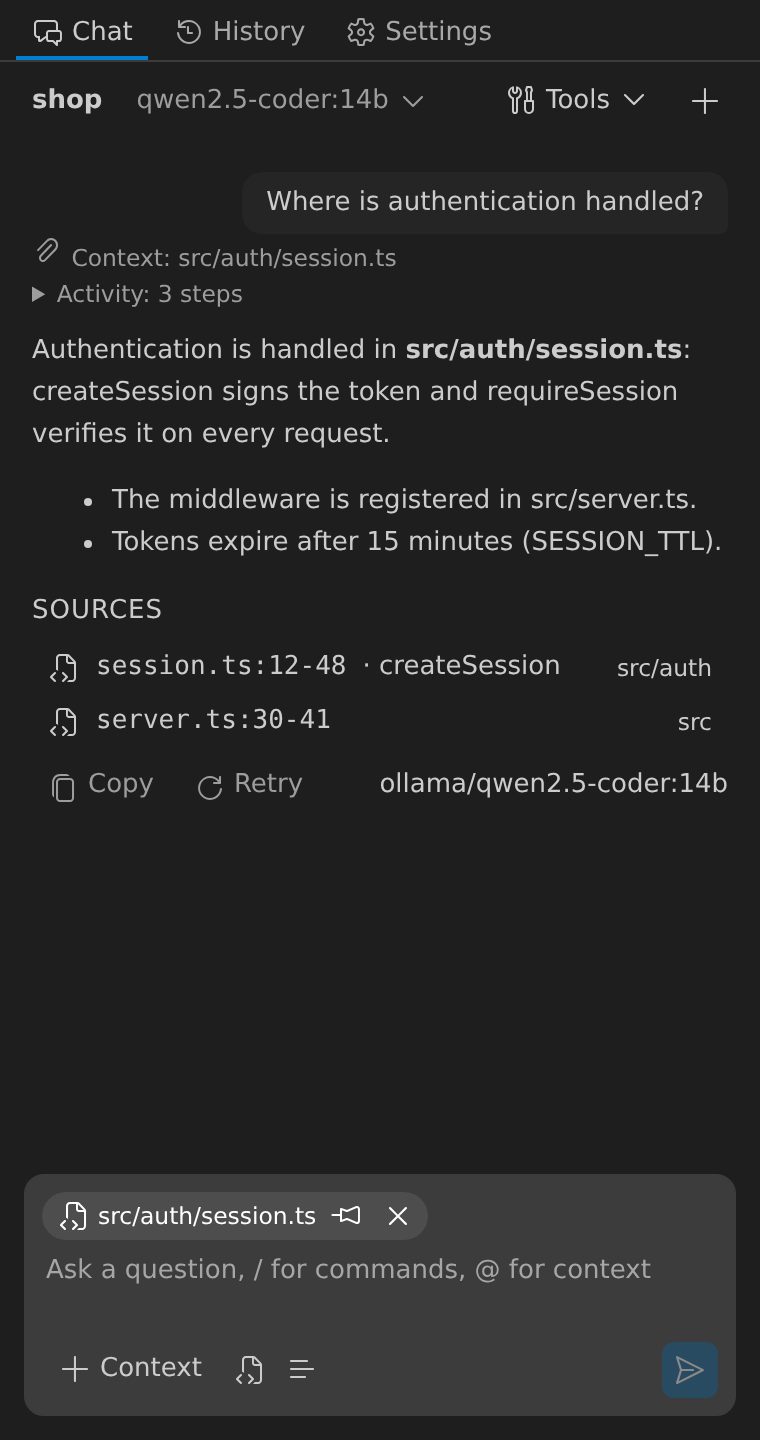 Chat History Settings
shop qwen2.5-coder:14b Tools
Where is authentication handled?
Context: src/auth/session.ts
Activity: 3 steps
Authentication is handled in src/auth/session.ts:
createSession signs the token and requireSession
verifies it on every request.
• The middleware is registered in src/server.ts.
• Tokens expire after 15 minutes (SESSION_TTL).
SOURCES
session.ts:12-48 · createSession src/auth
server.ts:30-41 src
Copy Retry ollama/qwen2.5-coder:14b
src/auth/session.ts
Ask a question, / for commands, @ for context
Context